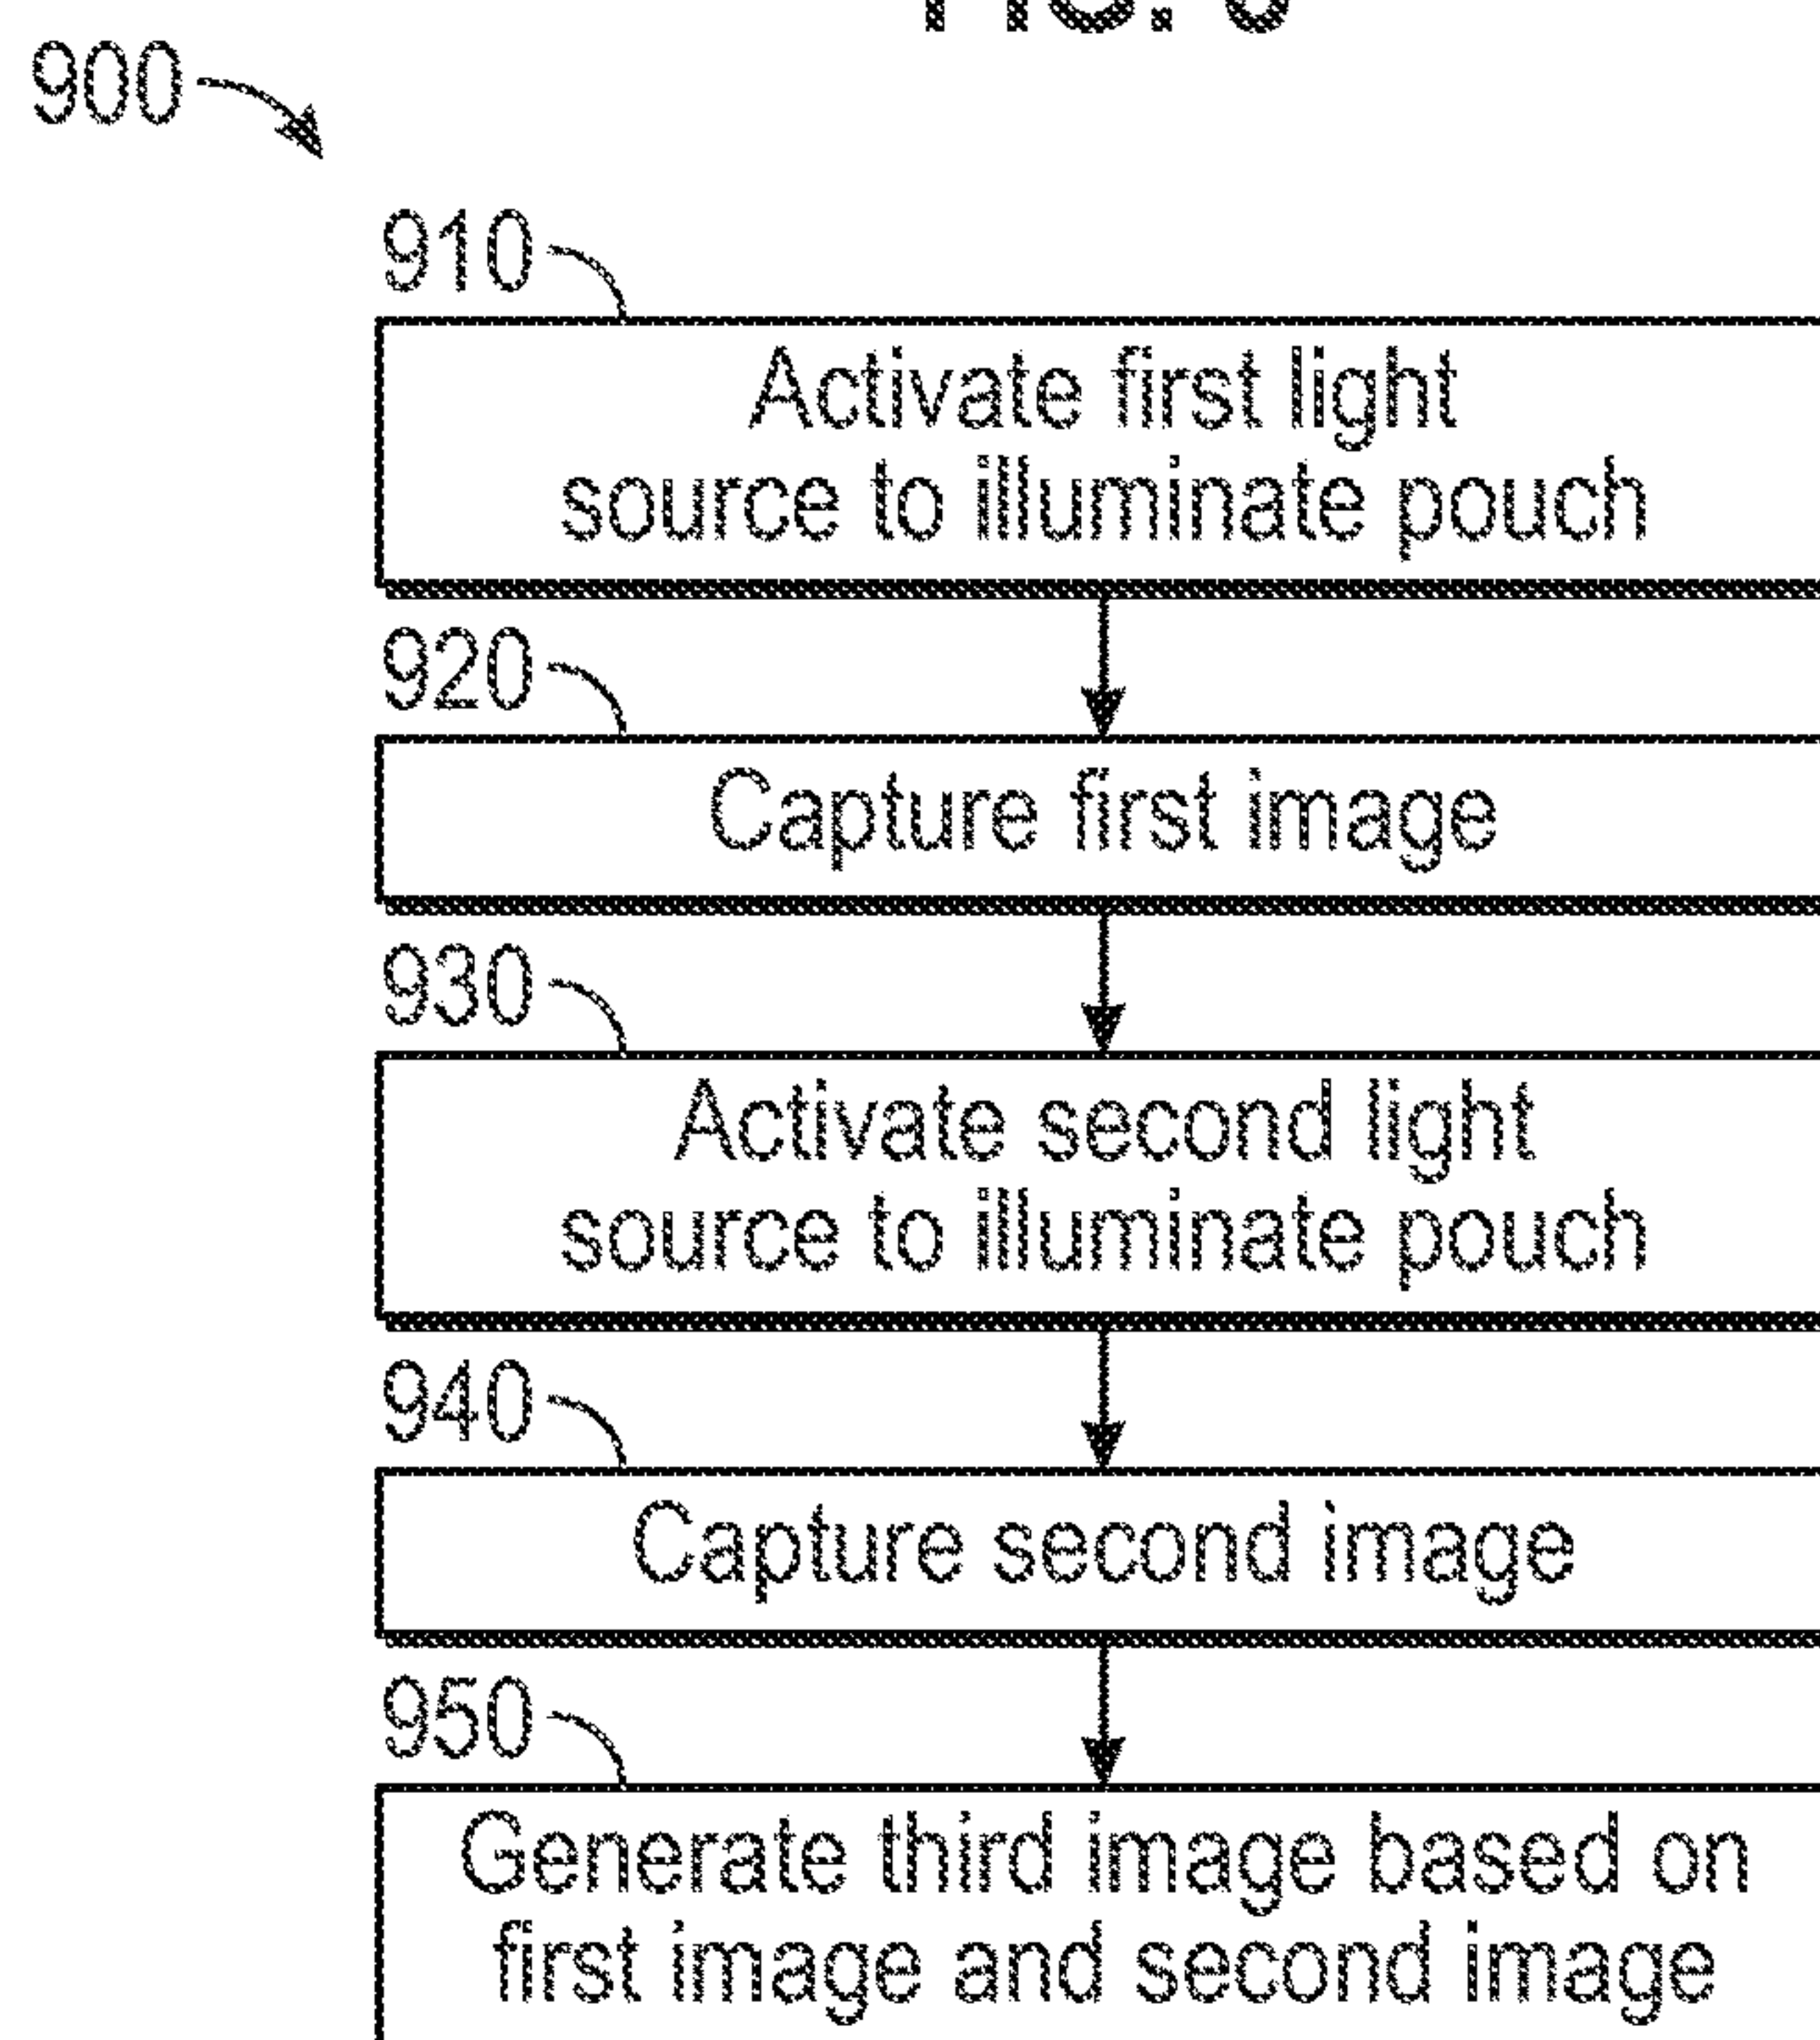 900
910
Activate first light
source to illuminate pouch
920
Capture first image
930
Activate second light
source to illuminate pouch
940
Capture second image
950
Generate third image based on
first image and second image